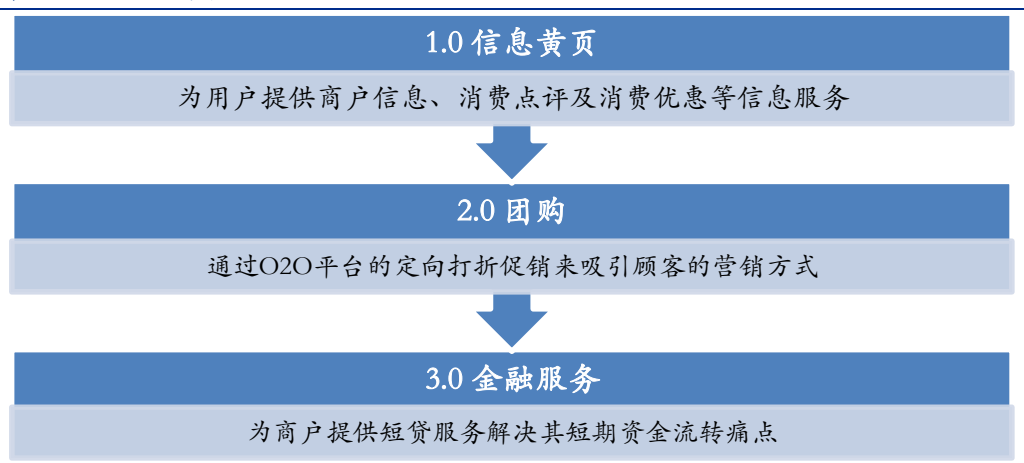 1.0 信息黄页
为用户提供商户信息、消费点评及消费优惠等信息服务
2.0 团购
通过O2O平台的定向打折促销来吸引顾客的营销方式
3.0 金融服务
为商户提供短贷服务解决其短期资金流转痛点